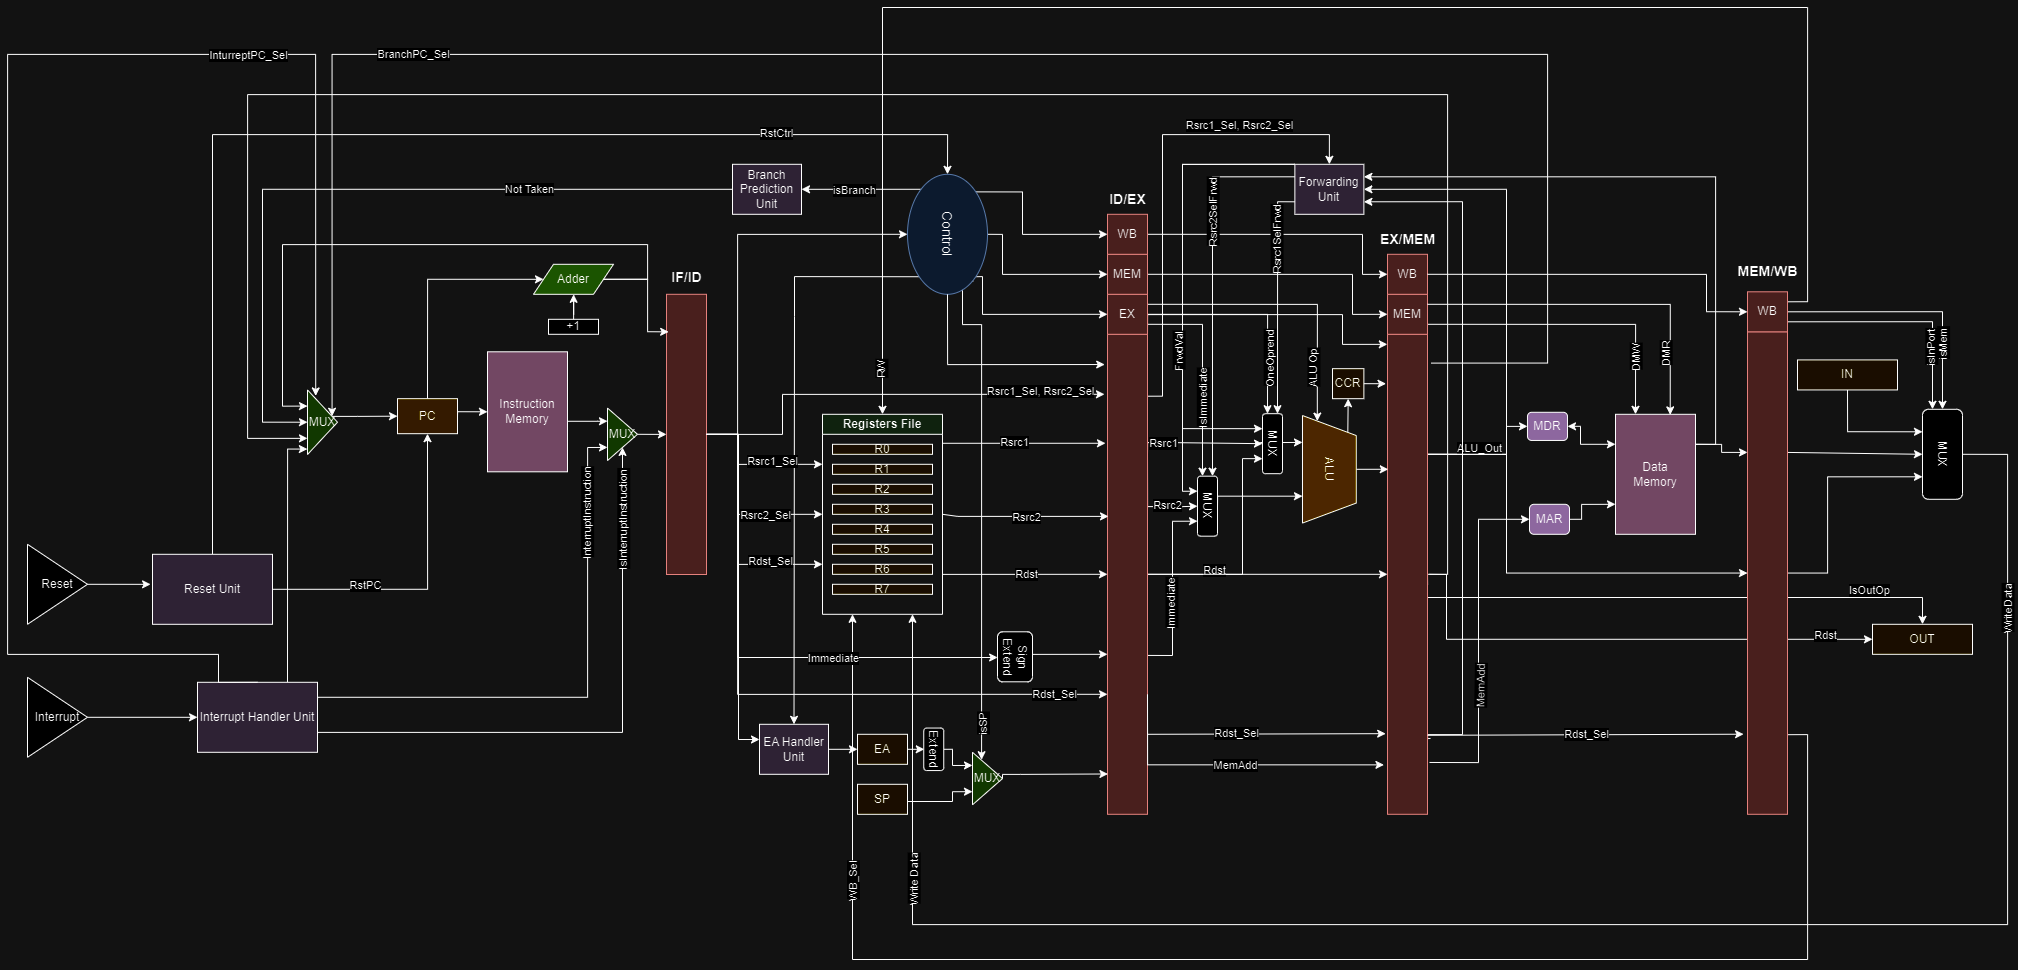 InturreptPC_Sel
BranchPC_Sel
RstCtrl
Rsrc1_Sel, Rsrc2_Sel
Branch
Prediction
Unit
Not Taken
isBranch
Control
ID/EX
WB
MEM
EX
Forwarding
Unit
Rsrc2SelFrwd
Rsrc1SelFrwd
EX/MEM
WB
MEM
MEM/WB
WB
IF/ID
Adder
+1
RW
FrwdVal
isImmediate
OneOprend
ALU Op
CCR
DMW
DMR
isInPort
isMem
IN
MUX
PC
Instruction
Memory
MUX
Rsrc1_Sel, Rsrc2_Sel
Registers File
R0
R1
R2
R3
R4
R5
R6
R7
Rsrc1_Sel
Rsrc2_Sel
Rdst_Sel
Rsrc1
Rsrc2
Rdst
Rsrc1
Rsrc2
Rdst
MUX
MUX
ALU
ALU_Out
MDR
MAR
Data
Memory
MUX
InterruptInstruction
isInterruptInstruction
Reset
Reset Unit
RstPC
Interrupt
Interrupt Handler Unit
Immediate
Sign
Extend
Immediate
Rdst_Sel
IsOutOp
Rdst
OUT
WriteData
MemAdd
isSP
EA Handler
Unit
EA
Extend
SP
MUX
Rdst_Sel
MemAdd
Rdst_Sel
WB_Sel
Write Data